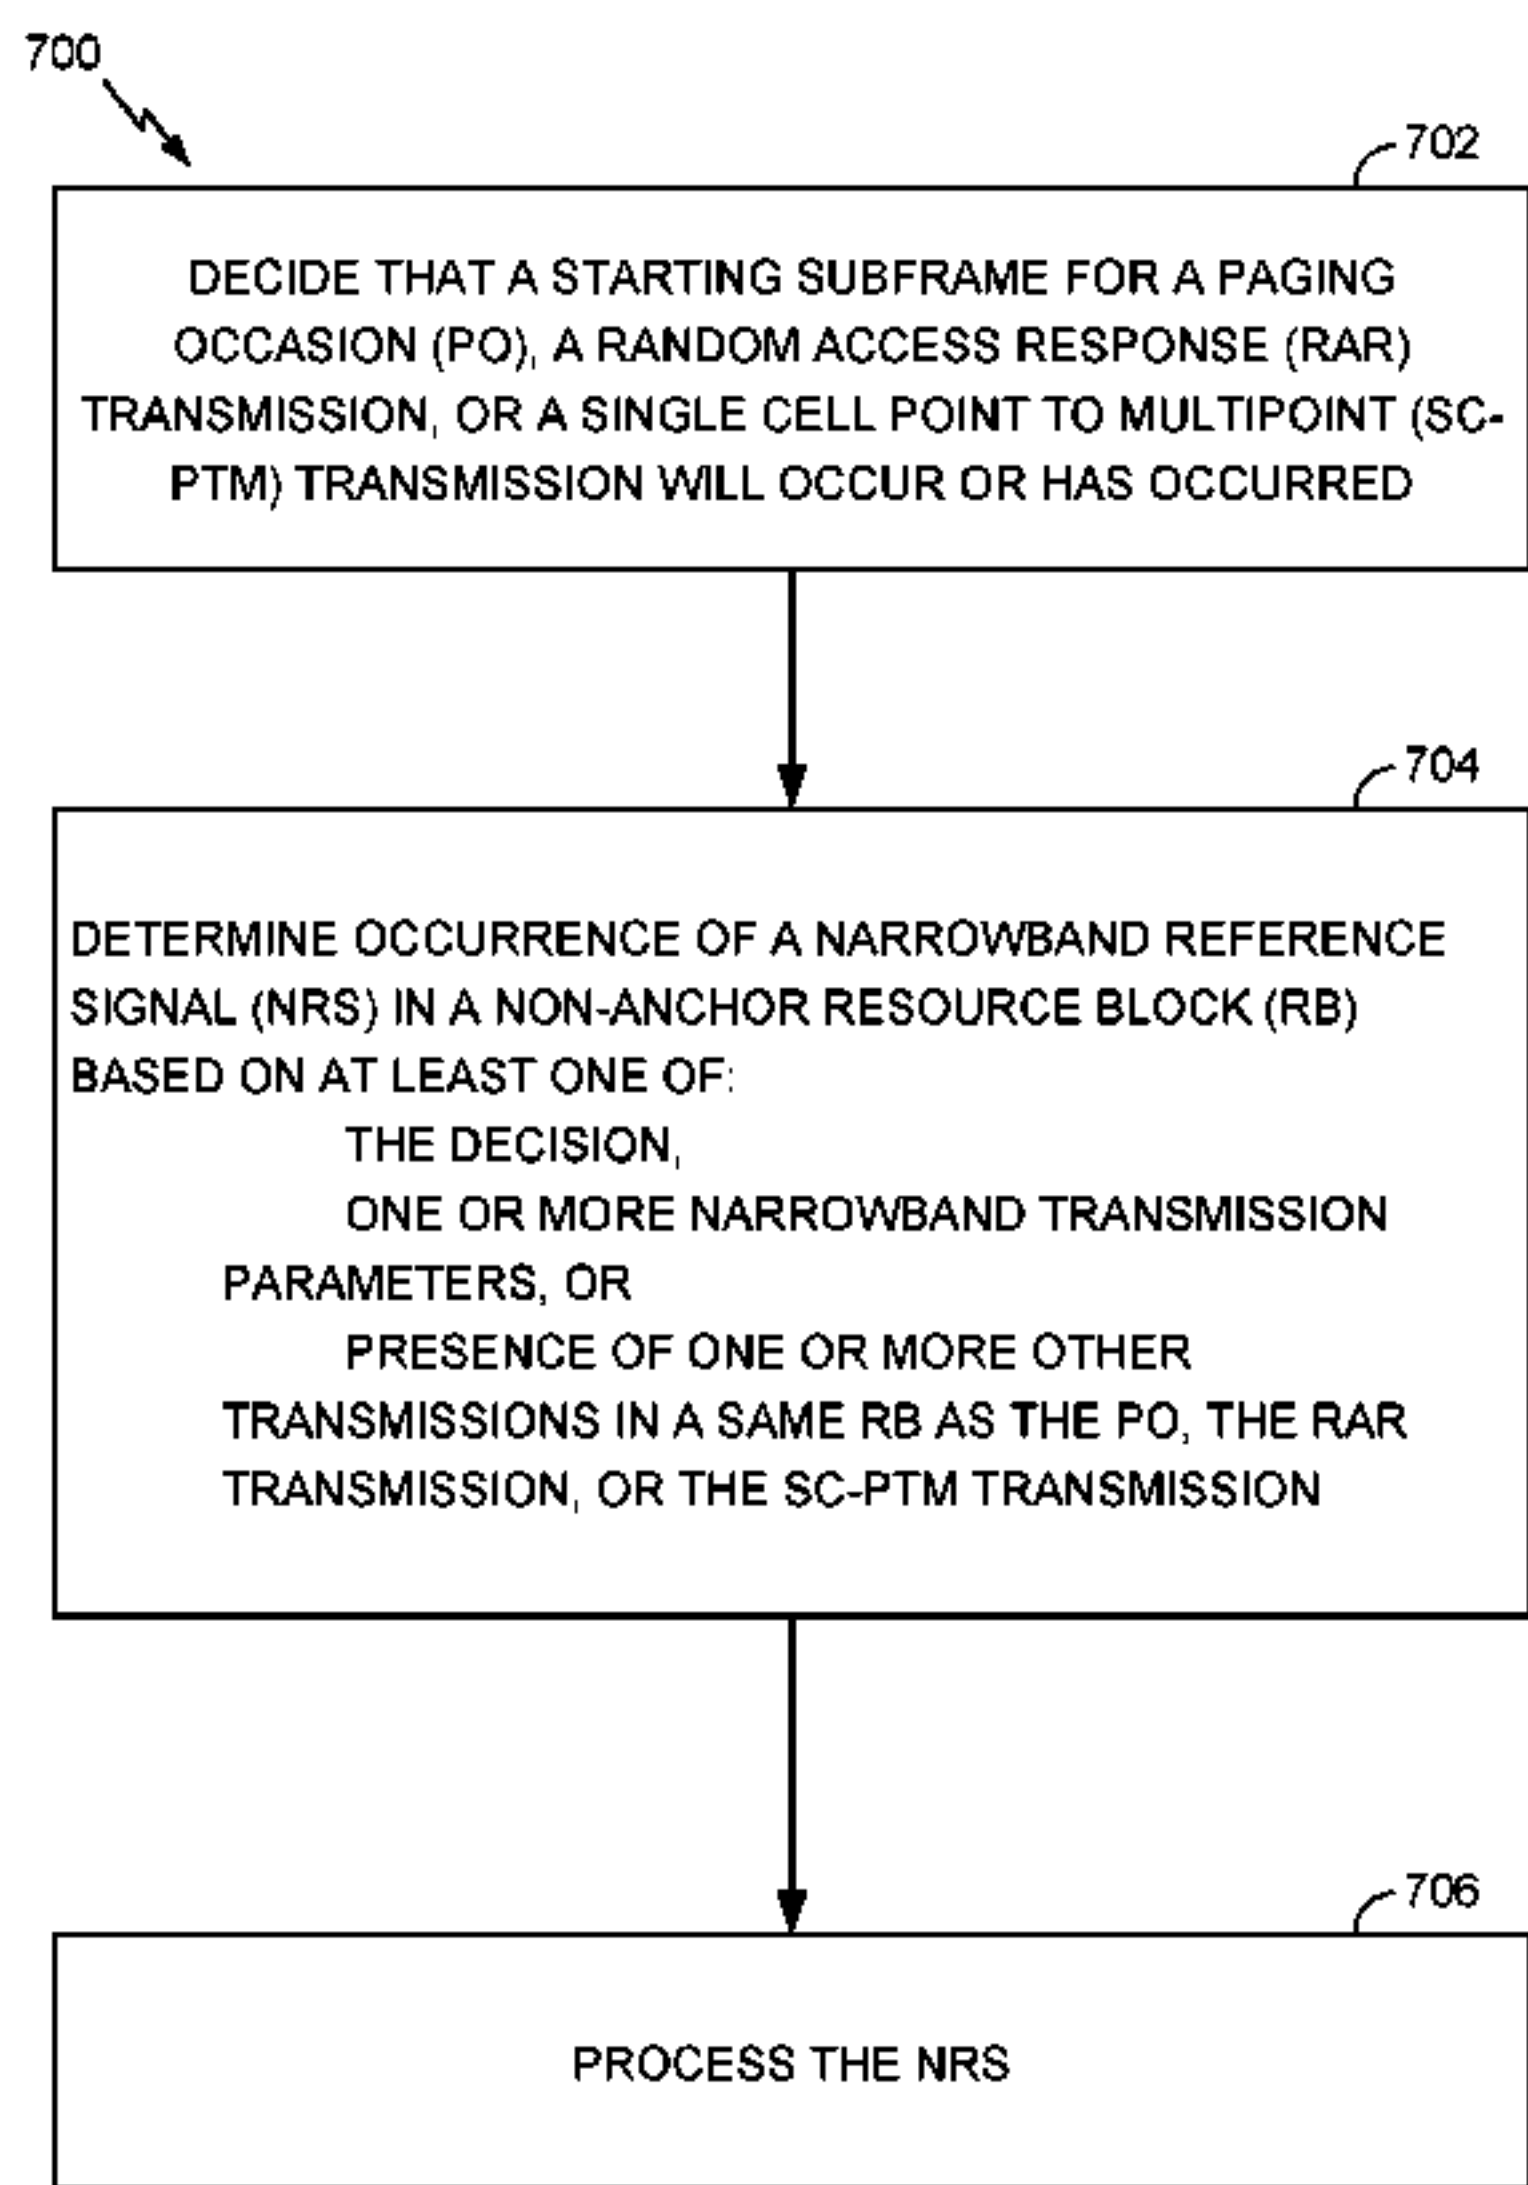 700
702
DECIDE THAT A STARTING SUBFRAME FOR A PAGING
OCCASION (PO), A RANDOM ACCESS RESPONSE (RAR)
TRANSMISSION, OR A SINGLE CELL POINT TO MULTIPOINT (SC-
PTM) TRANSMISSION WILL OCCUR OR HAS OCCURRED
704
DETERMINE OCCURRENCE OF A NARROWBAND REFERENCE
SIGNAL (NRS) IN A NON-ANCHOR RESOURCE BLOCK (RB)
BASED ON AT LEAST ONE OF:
THE DECISION,
ONE OR MORE NARROWBAND TRANSMISSION
PARAMETERS, OR
PRESENCE OF ONE OR MORE OTHER
TRANSMISSIONS IN A SAME RB AS THE PO, THE RAR
TRANSMISSION, OR THE SC-PTM TRANSMISSION
706
PROCESS THE NRS